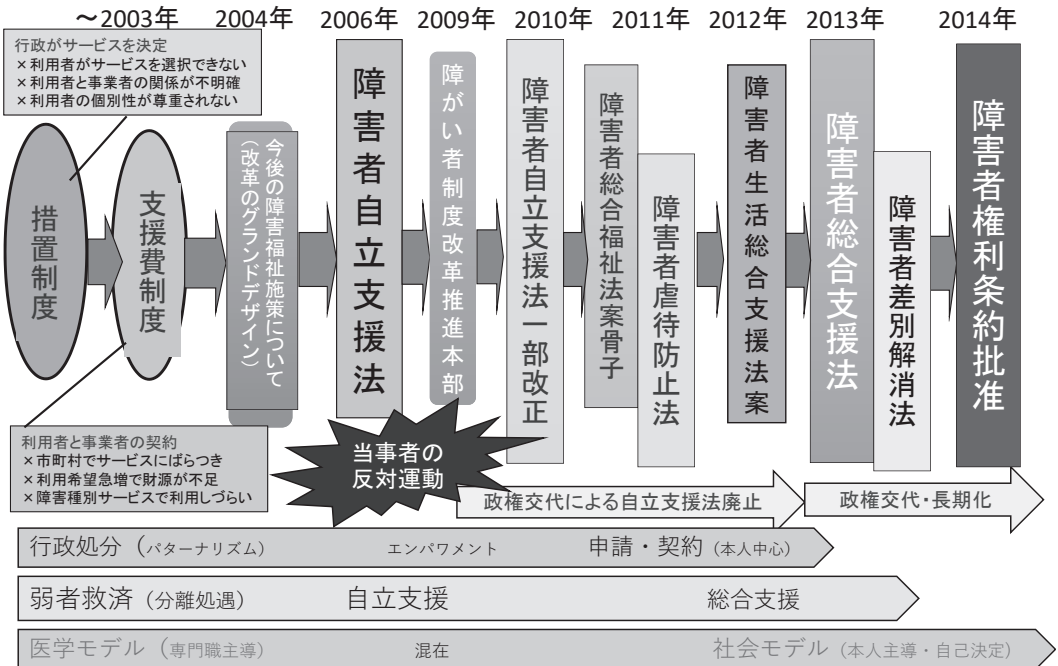 ～2003年
2004年
2006年
2009年
2010年
2011年
2012年
2013年
2014年
行政がサービスを決定
×利用者がサービスを選択できない
×利用者と事業者の関係が不明確
×利用者の個別性が尊重されない
措置制度
支援費制度
今後の障害福祉施策について
（改革のグランドデザイン）
障害者自立支援法
障がい者制度改革推進本部
障害者自立支援法一部改正
障害者総合福祉法案骨子
障害者虐待防止法
障害者生活総合支援法案
障害者総合支援法
障害者差別解消法
障害者権利条約批准
利用者と事業者の契約
×市町村でサービスにばらつき
×利用希望急増で財源が不足
×障害種別サービスで利用しづらい
当事者の
反対運動
政権交代による自立支援法廃止
政権交代・長期化
行政処分（パターナリズム） エンパワメント 申請・契約（本人中心）
弱者救済（分離処遇） 自立支援 総合支援
医学モデル（専門職主導） 混在 社会モデル（本人主導・自己決定）